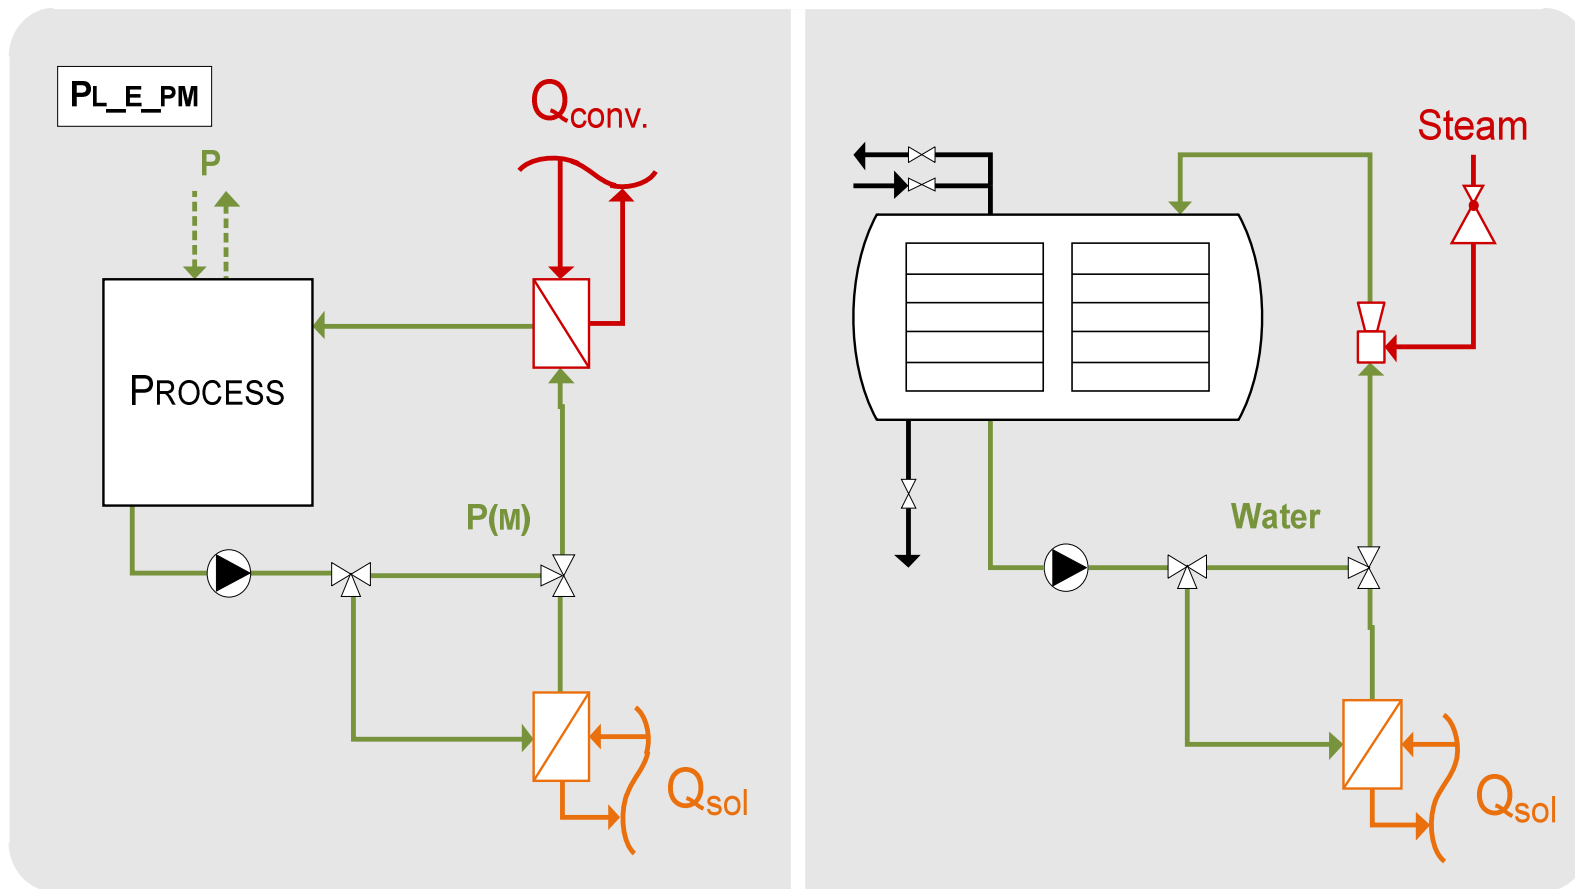 PL_E_PM
Qconv.
P
PROCESS
P(M)
Qsol
Steam
Water
Qsol